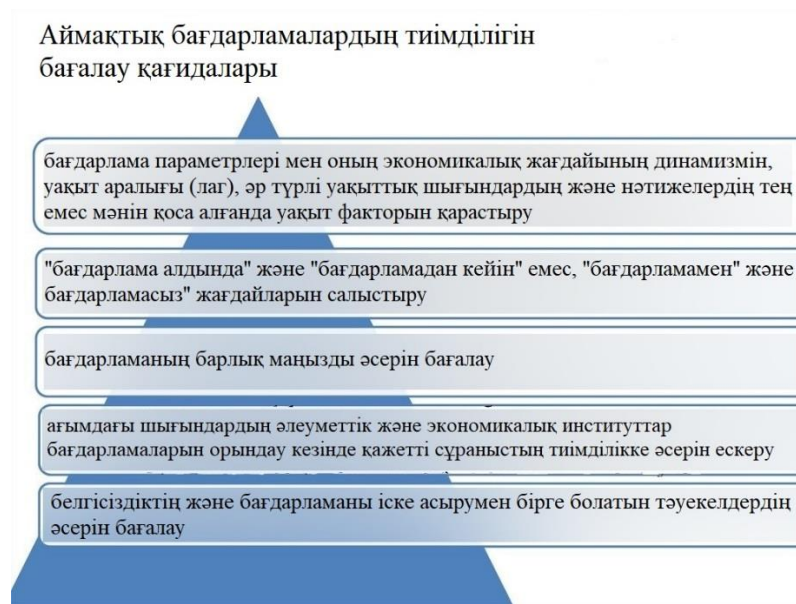 Аймақтық бағдарламалардың тиімділігін
бағалау қағидалары
бағдарлама параметрлері мен оның экономикалық жағдайының динамизмін,
уақыт аралығы (лаг), әр түрлі уақыттық шығындардың және нәтижелердің тең
емес мәнін қоса алғанда уақыт факторын қарастыру
"бағдарлама алдында" және "бағдарламадан кейін" емес, "бағдарламамен" және
бағдарламасыз" жағдайларын салыстыру
бағдарламаның барлық маңызды әсерін бағалау
ағымдағы шығындардың әлеуметтік және экономикалық институттар
бағдарламаларын орындау кезінде қажетті сұраныстың тиімділікке әсерін ескеру
белгісіздіктің және бағдарламаны іске асырумен бірге болатын тәуекелдердің
әсерін бағалау